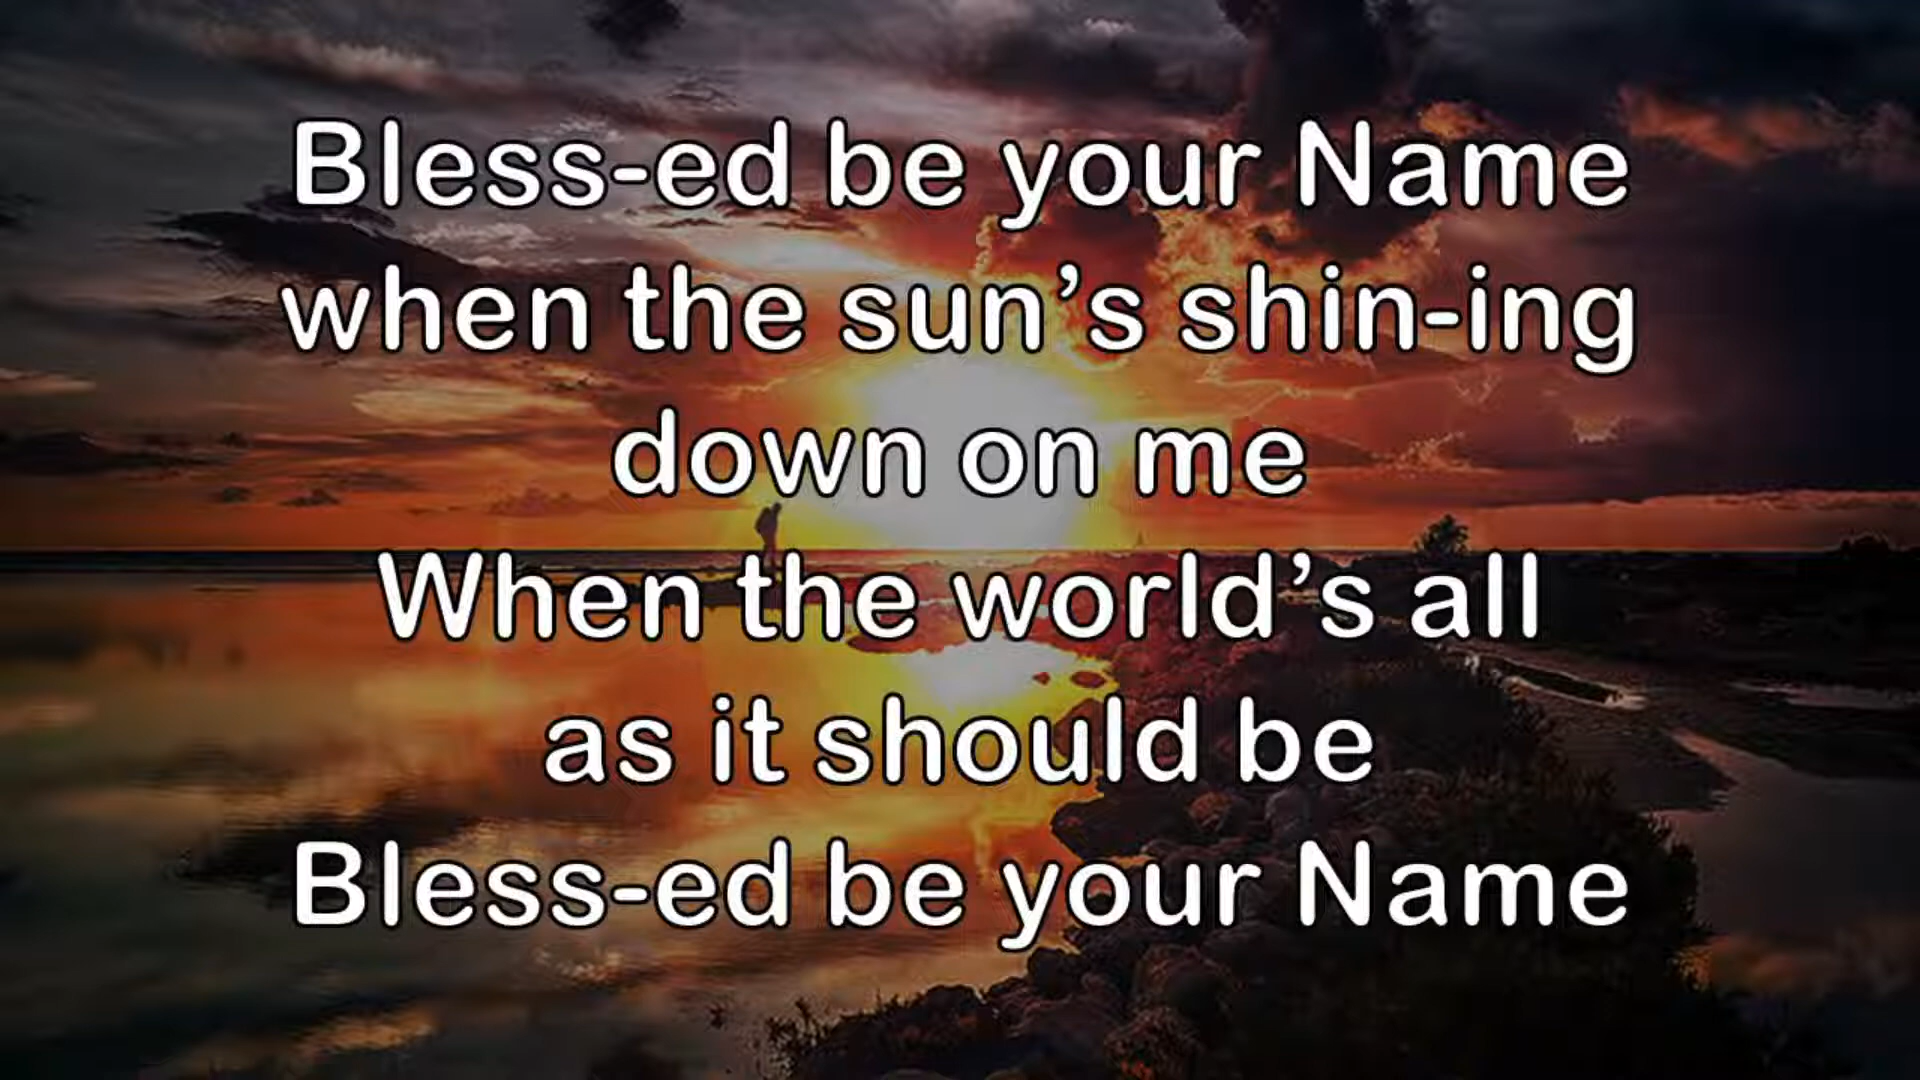 Bless-ed be your Name
when the sun’s shin-ing
down on me
When the world’s all
as it should be
Bless-ed be your Name